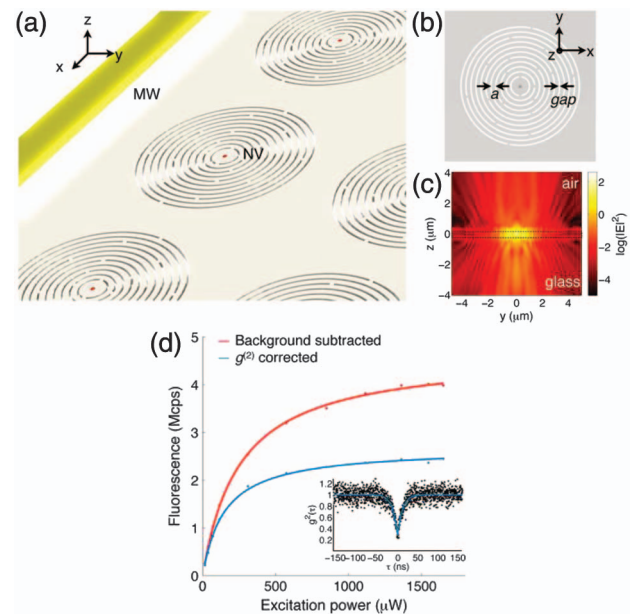 (a)
z
y
x
MW
NV
(b)
y
z
x
a
gap
(c)
4
2
0
−2
−4
z (μm)
air
glass
−4 −2 0 2 4
y (μm)
2
0
−2
−4
log(|E|²)
(d)
Background subtracted
g⁽²⁾ corrected
5
4
3
2
1
0
Fluorescence (Mcps)
0 500 1000 1500
Excitation power (μW)
1.2
1.0
0.8
0.6
0.4
0.2
g²(τ)
−150 −100 −50 0 50 100 150
τ (ns)